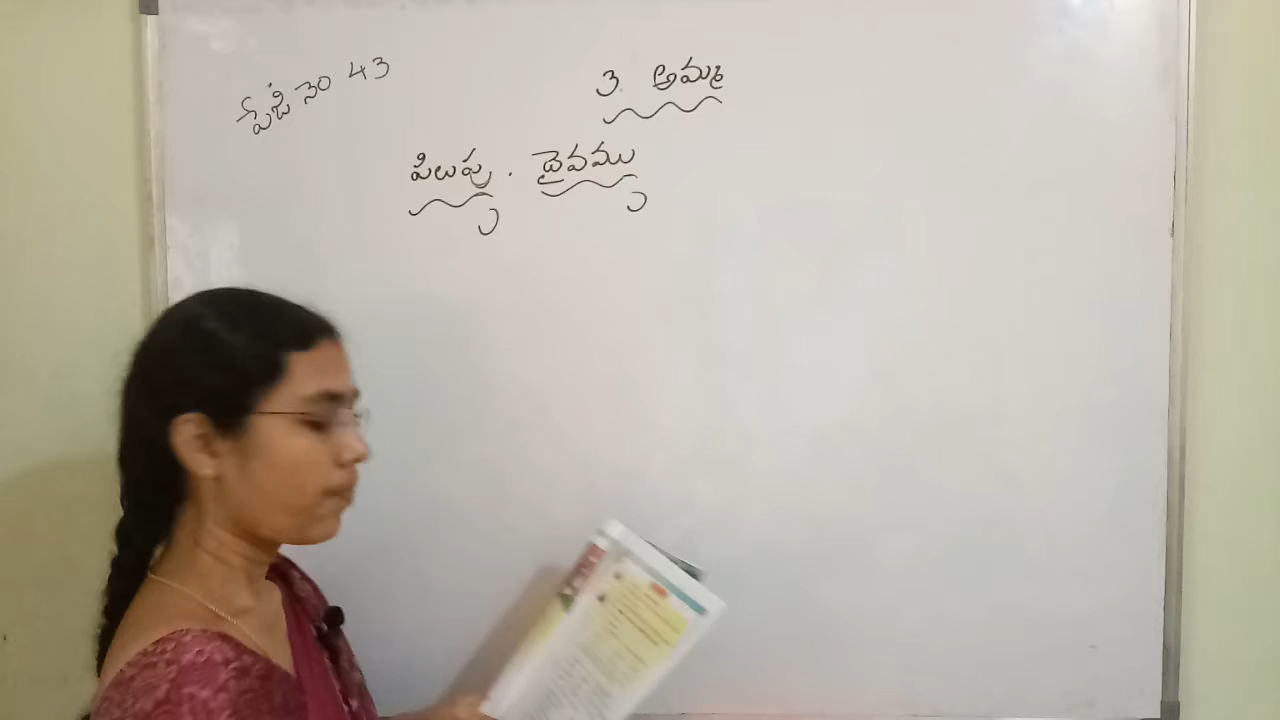 పేజి నెం 43
3. అమ్మ
పిలుపు. దైవము